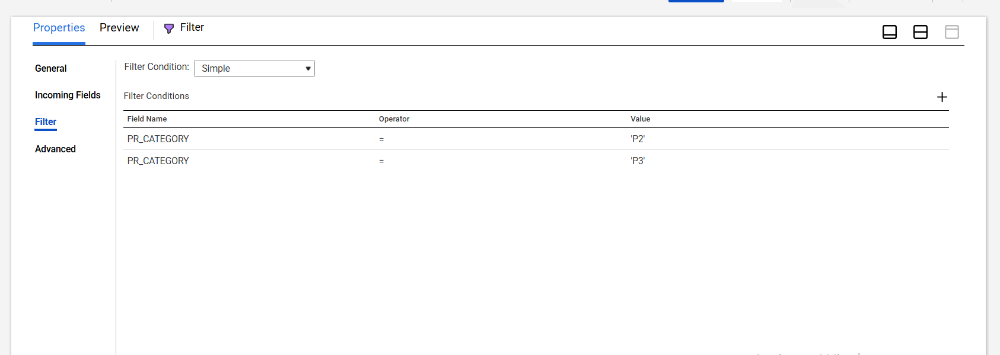 Properties Preview Filter
General
Incoming Fields
Filter
Advanced
Filter Condition: Simple
Filter Conditions
Field Name Operator Value
PR_CATEGORY = 'P2'
PR_CATEGORY = 'P3'